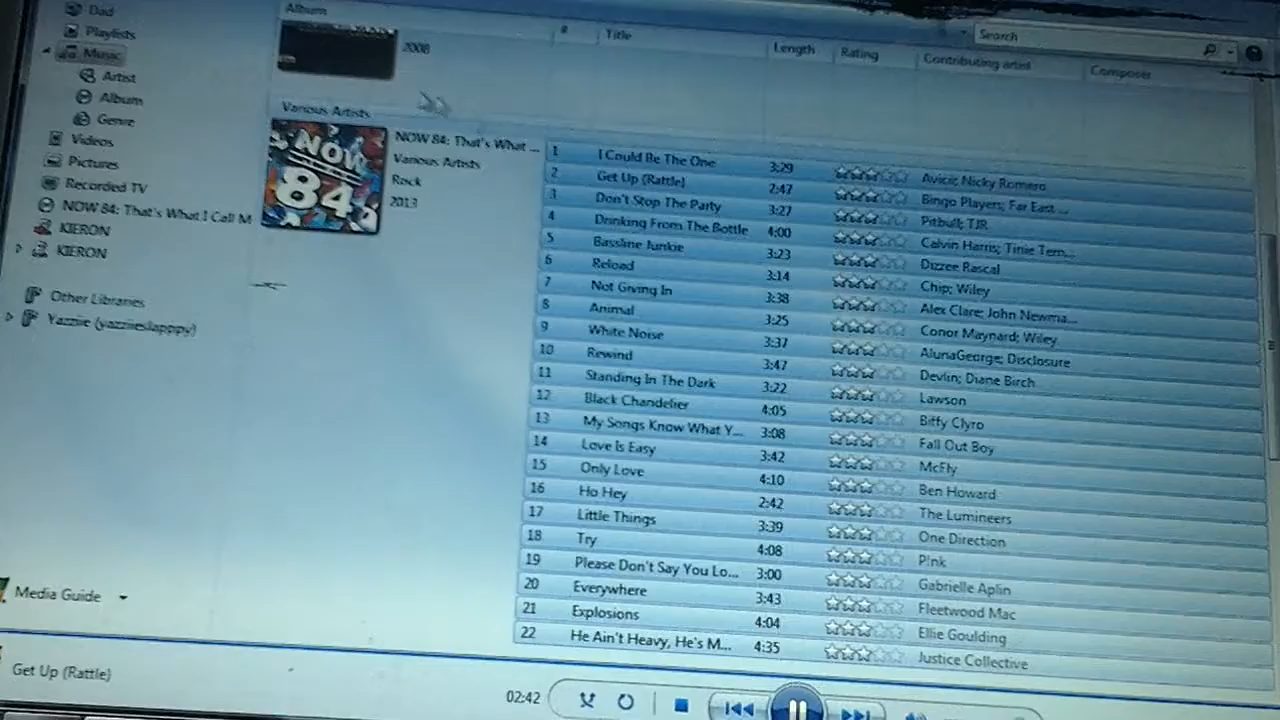 Dad
Playlists
Music
Artist
Album
Genre
Videos
Pictures
Recorded TV
NOW 84: That's What I Call M
KIERON
KIERON
Other Libraries
Yazziie (yazziieslapppy)
Media Guide
Get Up (Rattle)
Search
Album # Title Length Rating Contributing artist Composer
2008
Various Artists
NOW
84
NOW 84: That's What ...
Various Artists
Rock
2013
1 I Could Be The One 3:29 Avicii; Nicky Romero
2 Get Up (Rattle) 2:47 Bingo Players; Far East ...
3 Don't Stop The Party 3:27 Pitbull; TJR
4 Drinking From The Bottle 4:00 Calvin Harris; Tinie Tem...
5 Bassline Junkie 3:23 Dizzee Rascal
6 Reload 3:14 Chip; Wiley
7 Not Giving In 3:38 Alex Clare; John Newma...
8 Animal 3:25 Conor Maynard; Wiley
9 White Noise 3:37 AlunaGeorge; Disclosure
10 Rewind 3:47 Devlin; Diane Birch
11 Standing In The Dark 3:22 Lawson
12 Black Chandelier 4:05 Biffy Clyro
13 My Songs Know What Y... 3:08 Fall Out Boy
14 Love Is Easy 3:42 McFly
15 Only Love 4:10 Ben Howard
16 Ho Hey 2:42 The Lumineers
17 Little Things 3:39 One Direction
18 Try 4:08 P!nk
19 Please Don't Say You Lo... 3:00 Gabrielle Aplin
20 Everywhere 3:43 Fleetwood Mac
21 Explosions 4:04 Ellie Goulding
22 He Ain't Heavy, He's M... 4:35 Justice Collective
02:42